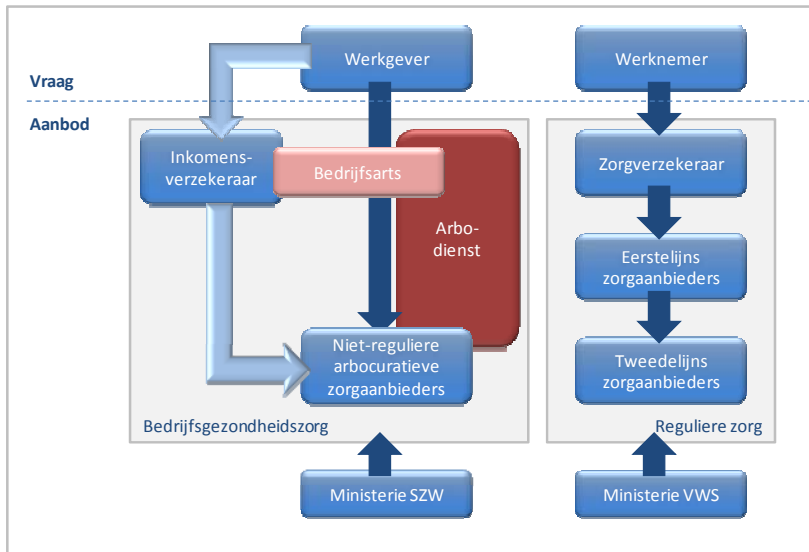 Werkgever
Werknemer
Vraag
Aanbod
Inkomens-
verzekeraar
Bedrijfsarts
Zorgverzekeraar
Arbo-
dienst
Eerstelijns
zorgaanbieders
Niet-reguliere
arbocuratieve
zorgaanbieders
Tweedelijns
zorgaanbieders
Bedrijfsgezondheidszorg
Reguliere zorg
Ministerie SZW
Ministerie VWS